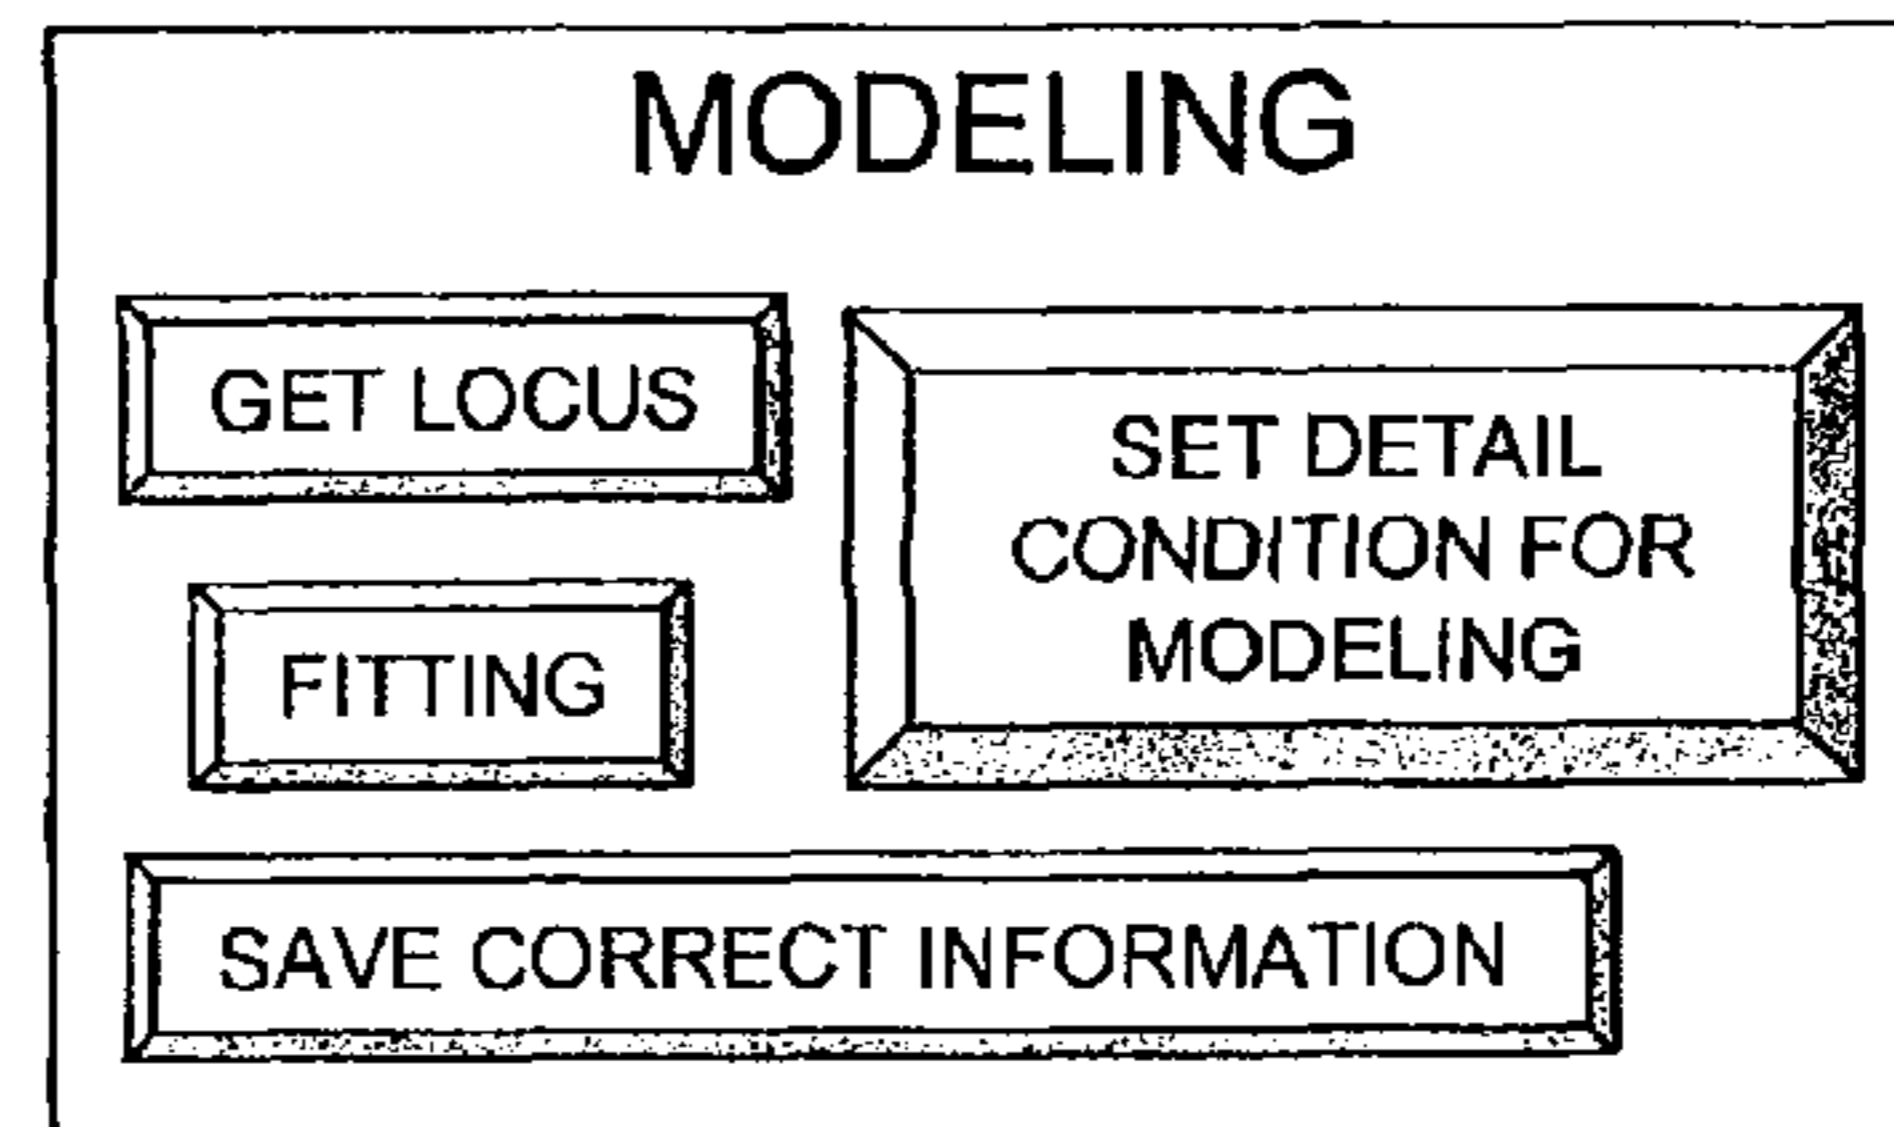 MODELING
GET LOCUS
SET DETAIL
CONDITION FOR
MODELING
FITTING
SAVE CORRECT INFORMATION